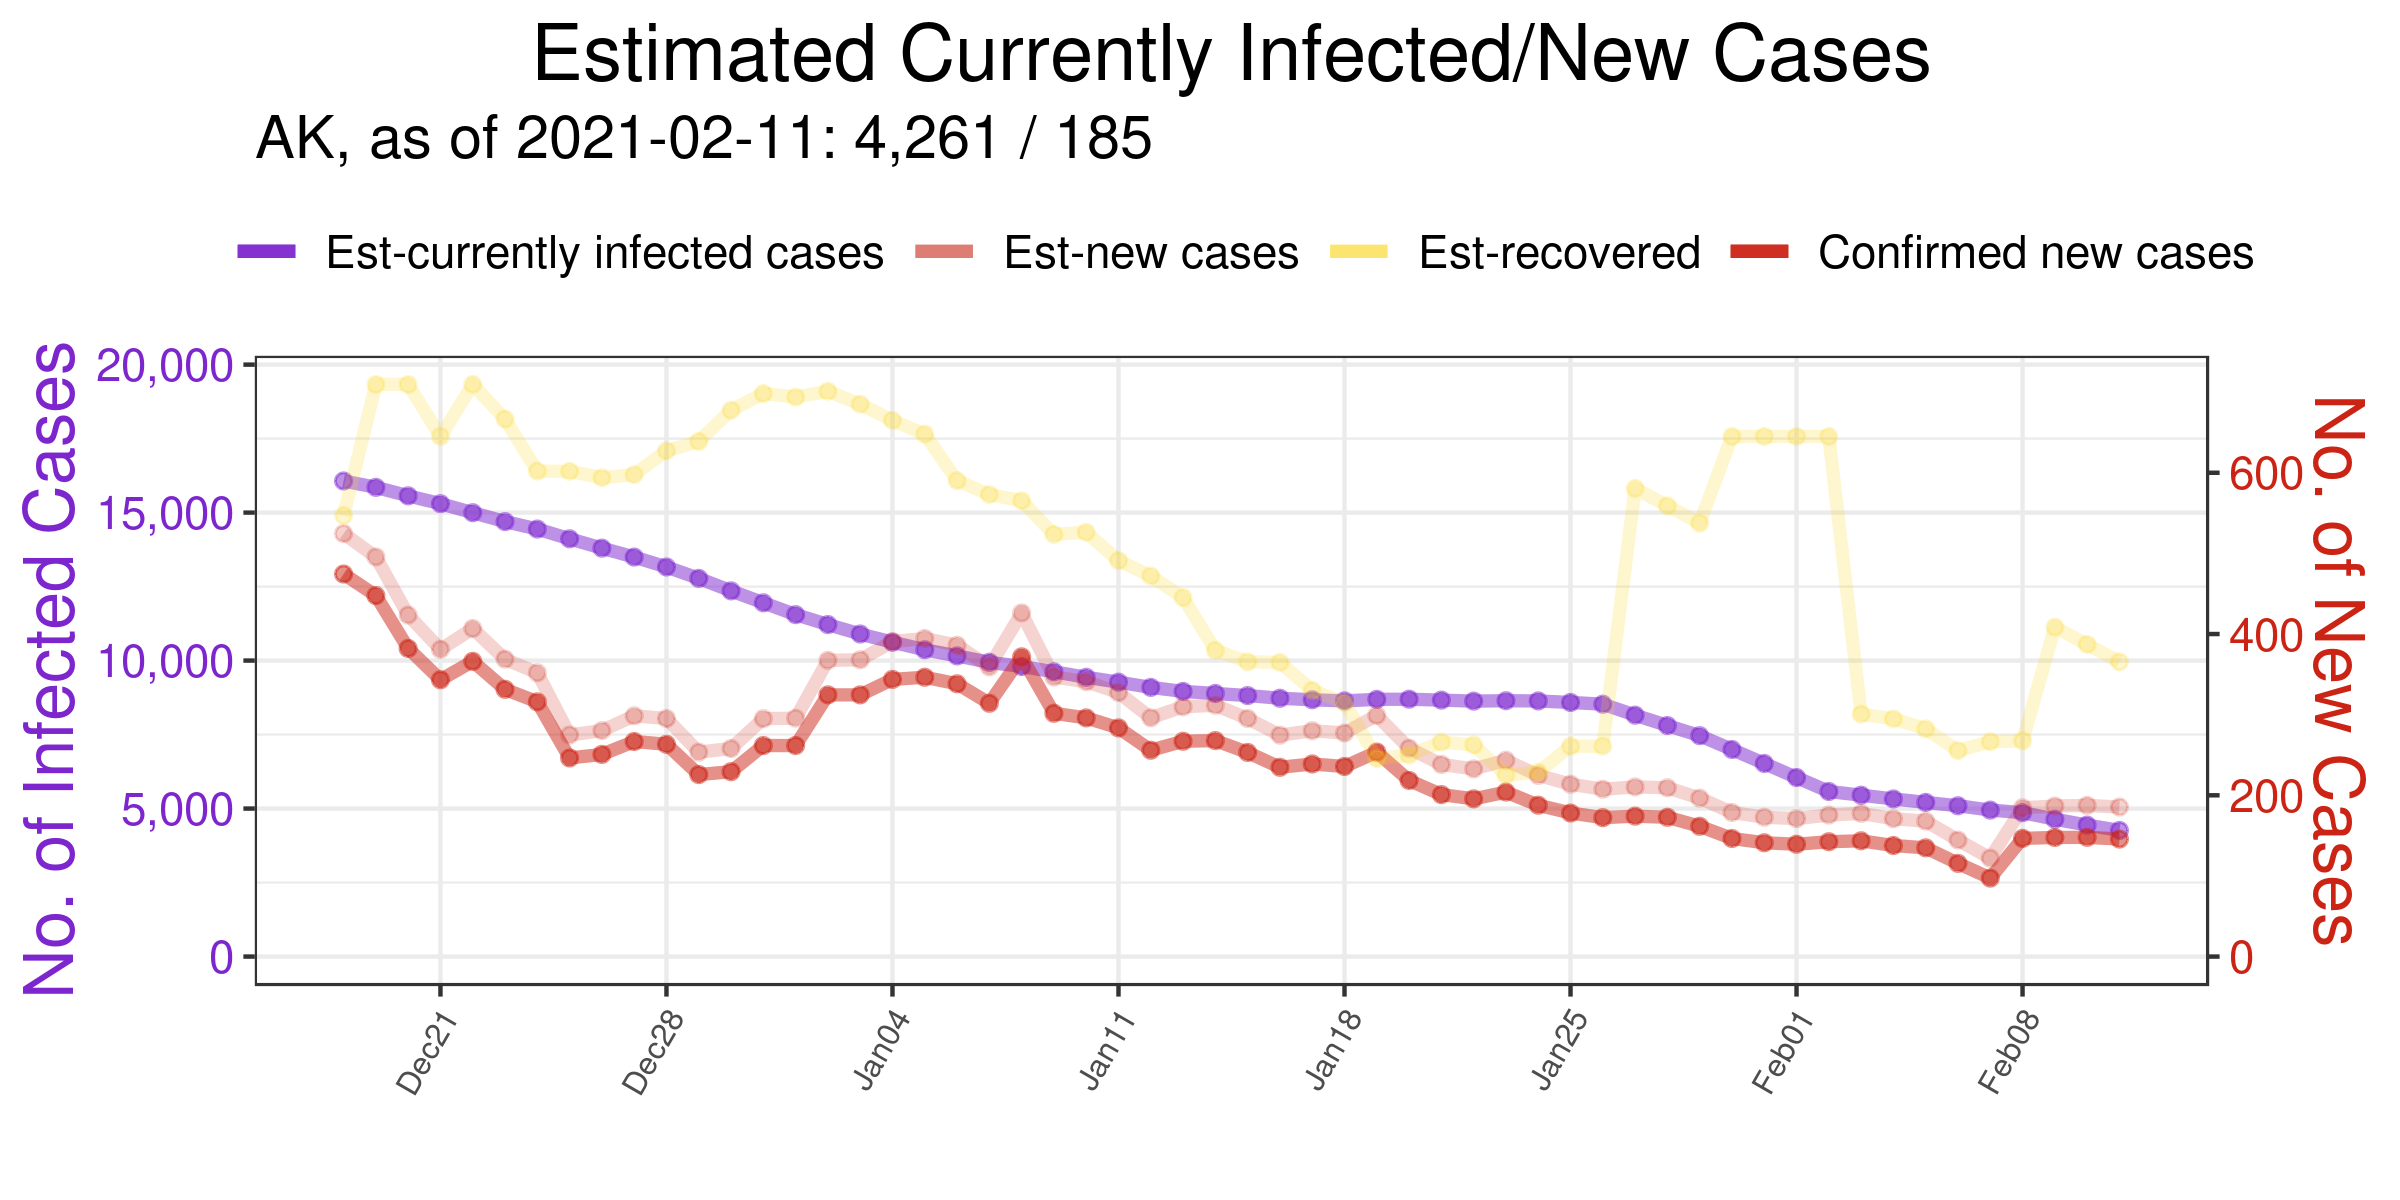 Estimated Currently Infected/New Cases
AK, as of 2021-02-11: 4,261 / 185
Est-currently infected cases Est-new cases Est-recovered Confirmed new cases
No. of Infected Cases
20,000
15,000
10,000
5,000
0
600
400
200
0
No. of New Cases
Dec21 Dec28 Jan04 Jan11 Jan18 Jan25 Feb01 Feb08